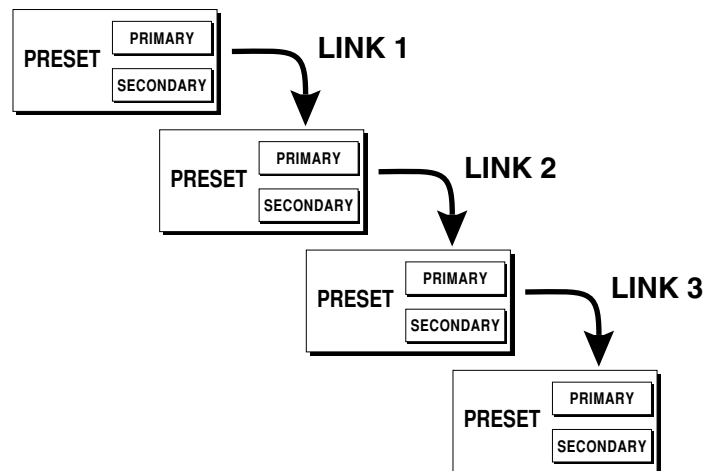 PRIMARY
PRESET
SECONDARY
LINK 1
PRIMARY
PRESET
SECONDARY
LINK 2
PRIMARY
PRESET
SECONDARY
LINK 3
PRIMARY
PRESET
SECONDARY